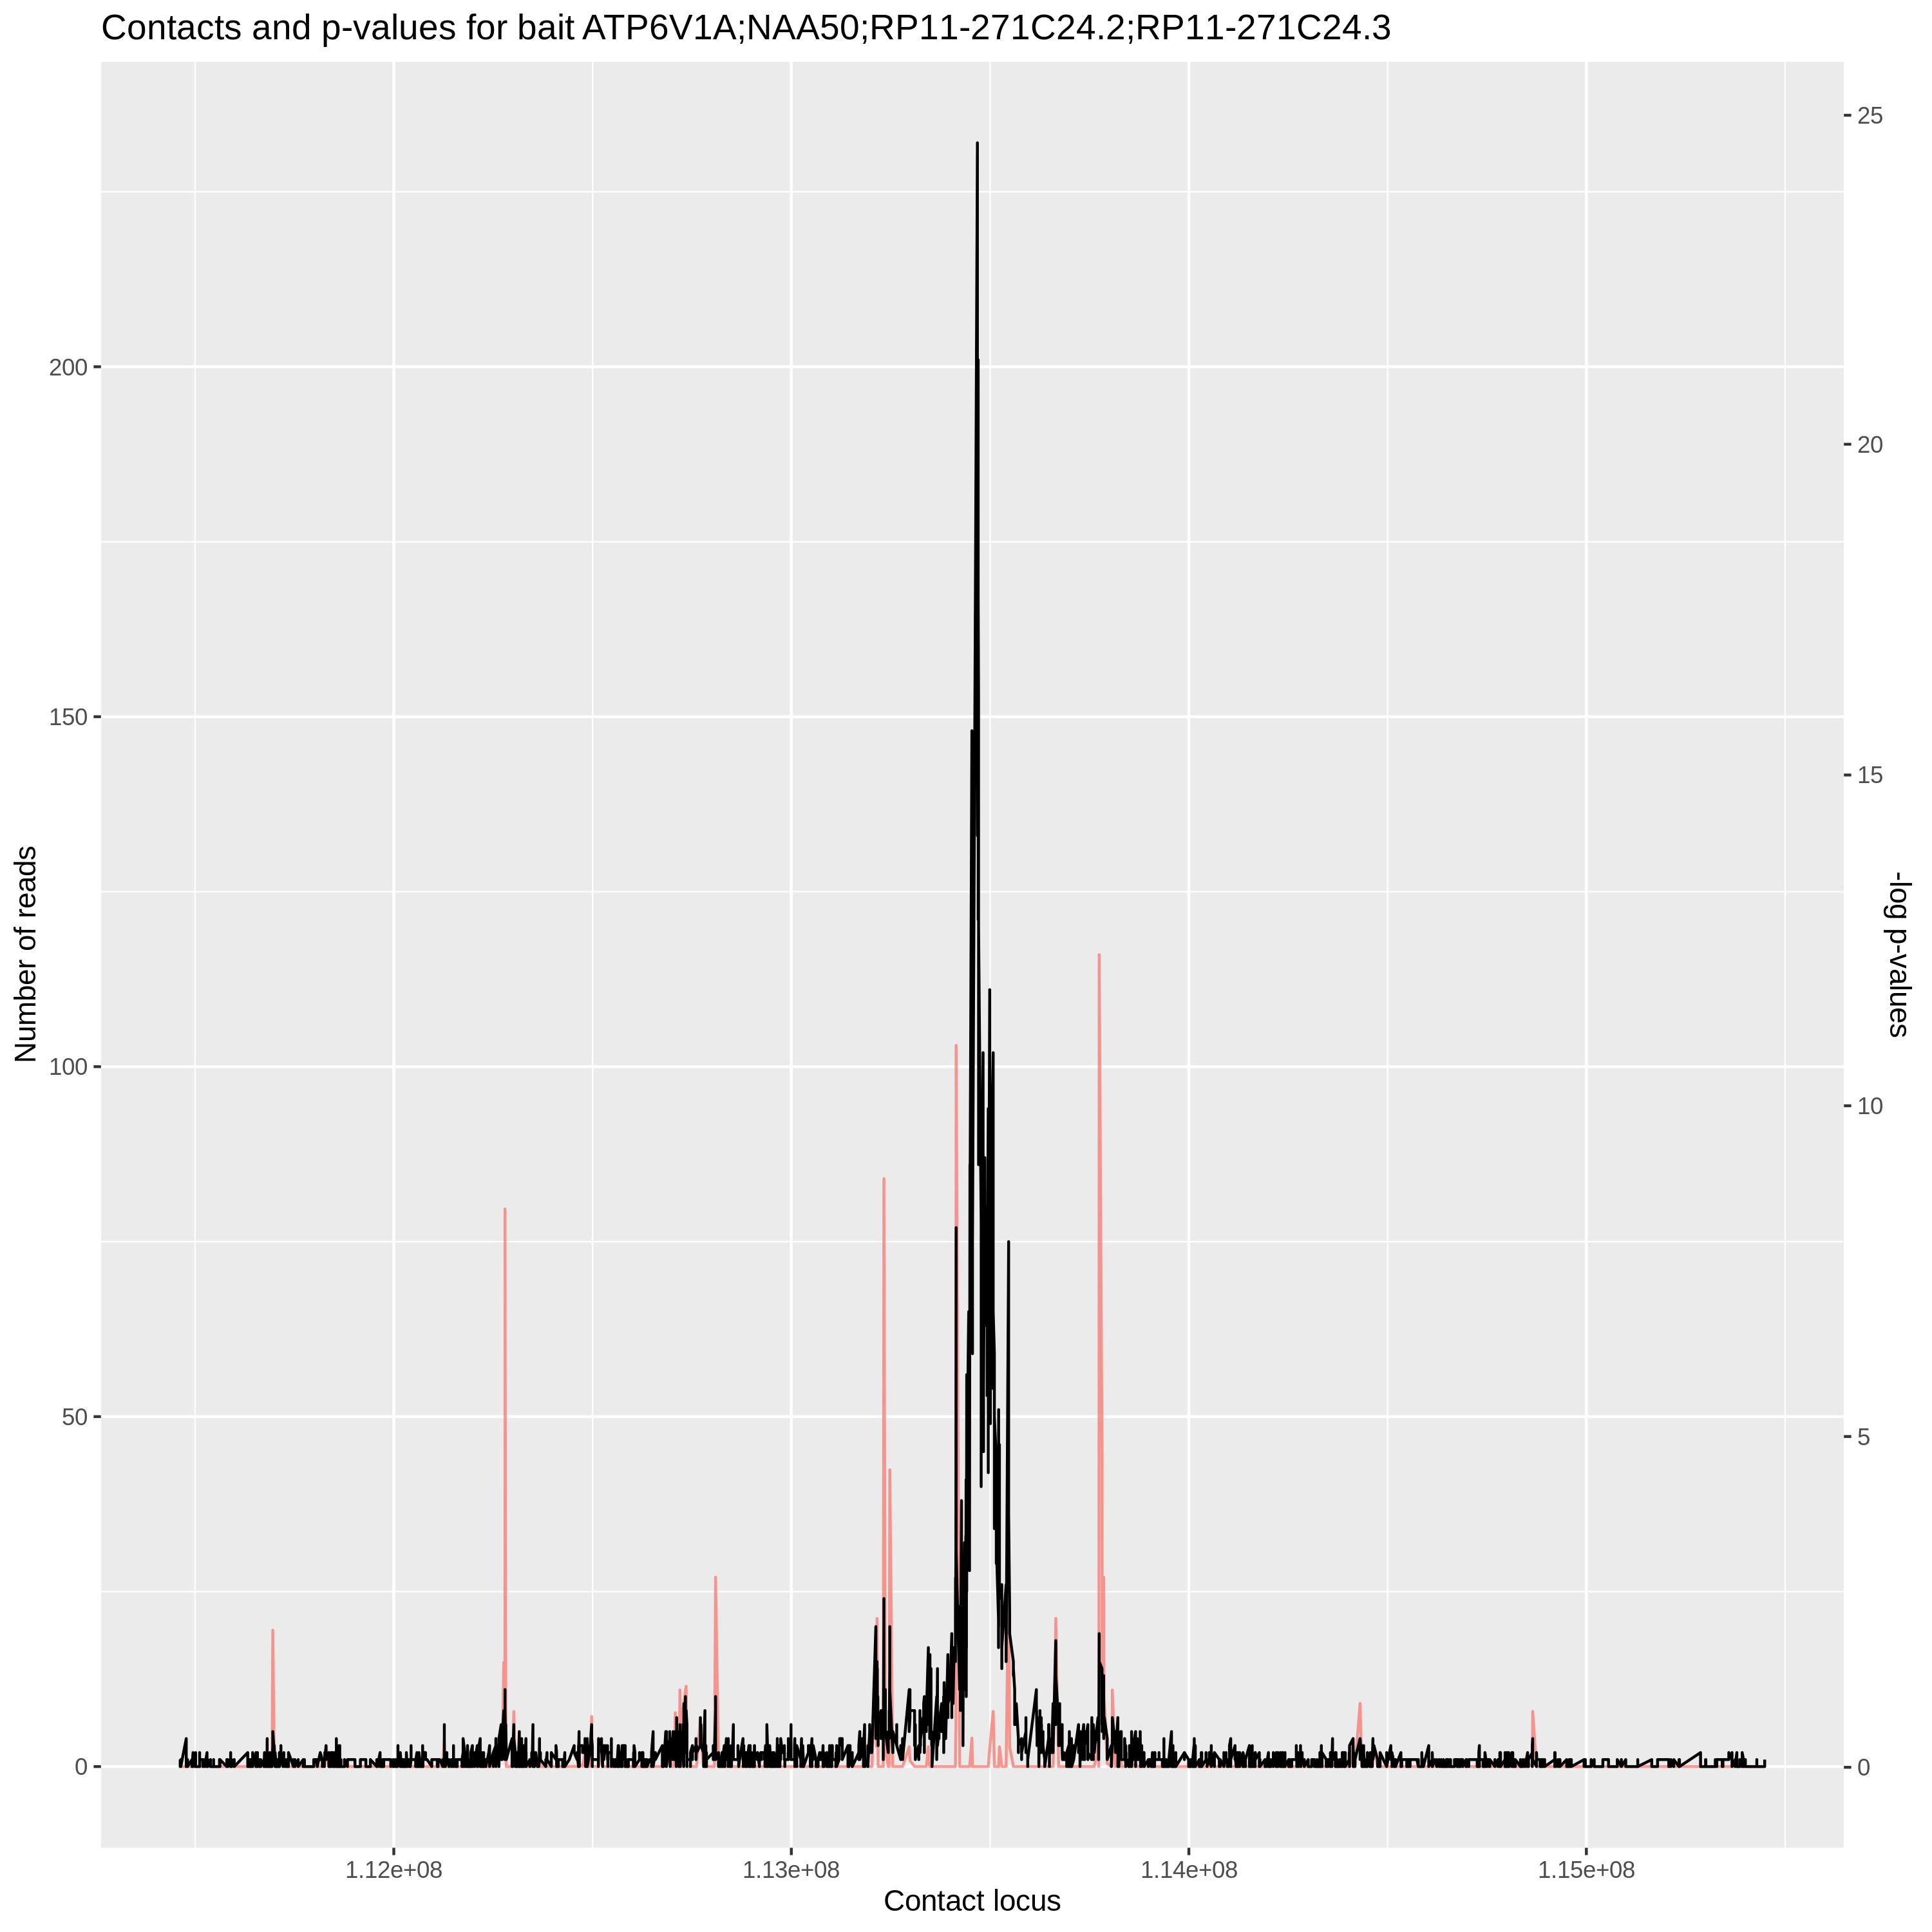 Contacts and p-values for bait ATP6V1A;NAA50;RP11-271C24.2;RP11-271C24.3
25
200
20
150
15
Number of reads
-log p-values
100
10
50
5
0
0
1.12e+08
1.13e+08
1.14e+08
1.15e+08
Contact locus